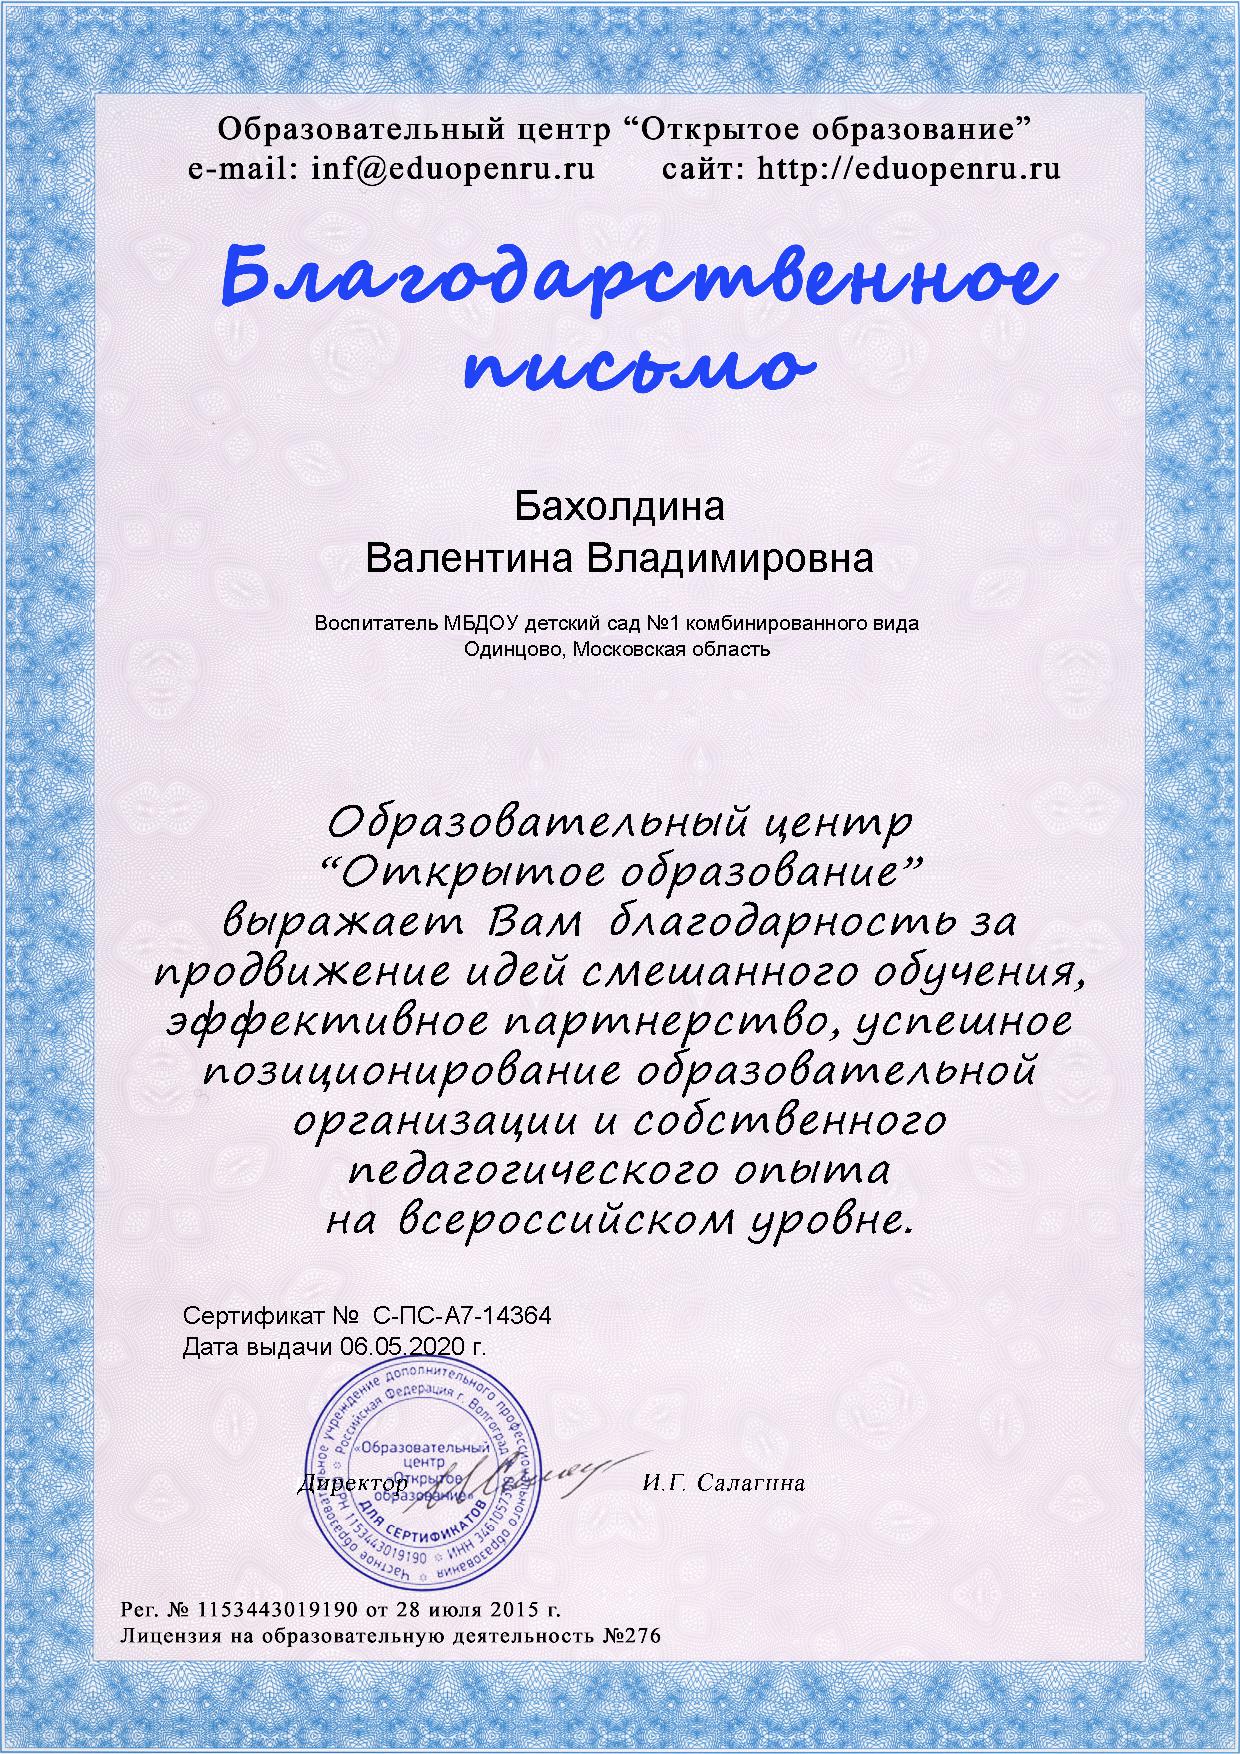 Образовательный центр “Открытое образование”
e-mail: inf@eduopenru.ru сайт: http://eduopenru.ru
Благодарственное
письмо
Бахолдина
Валентина Владимировна
Воспитатель МБДОУ детский сад №1 комбинированного вида
Одинцово, Московская область
Образовательный центр
“Открытое образование”
выражает Вам благодарность за
продвижение идей смешанного обучения,
эффективное партнерство, успешное
позиционирование образовательной
организации и собственного
педагогического опыта
на всероссийском уровне.
Сертификат № С-ПС-А7-14364
Дата выдачи 06.05.2020 г.
Частное образовательное учреждение дополнительного профессионального образования
Российская Федерация г. Волгоград
ОГРН 1153443019190
«Образовательный
центр
«Открытое
образование»
ДЛЯ СЕРТИФИКАТОВ
Директор И.Г. Салагина
Рег. № 1153443019190 от 28 июля 2015 г.
Лицензия на образовательную деятельность №276